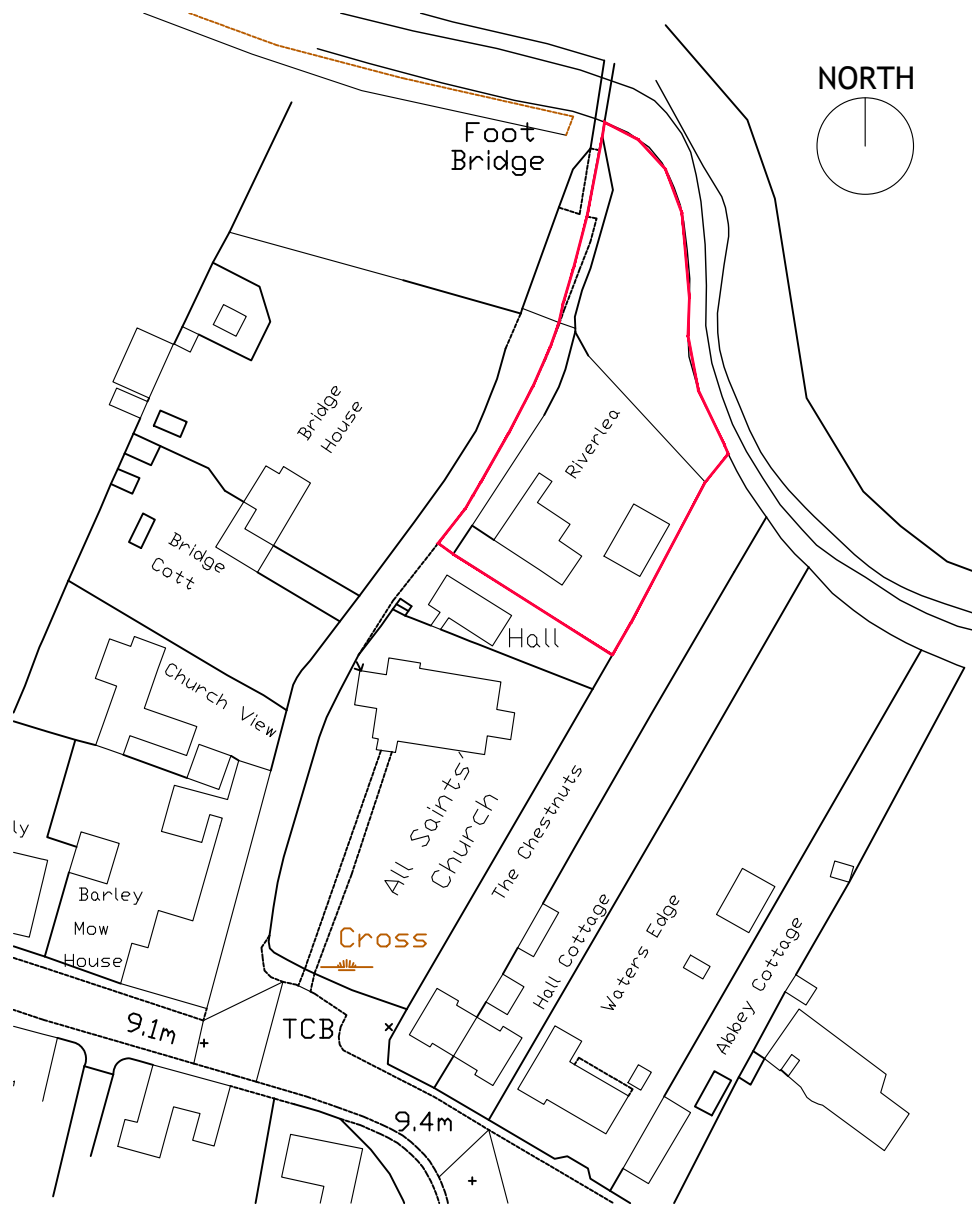 NORTH
Foot
Bridge
Bridge
House
Riverlea
Bridge
Cott
Hall
Church View
All Saints'
Church
The Chestnuts
ly
Barley
Mow
House
Cross
Hall Cottage
Waters Edge
Abbey Cottage
9.1m
TCB
9.4m